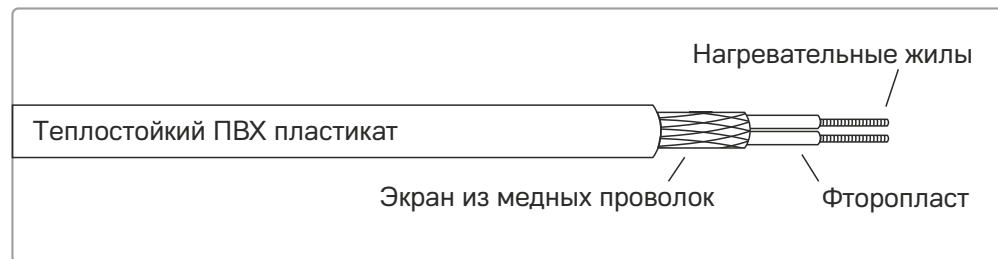 Нагревательные жилы
Теплостойкий ПВХ пластикат
Экран из медных проволок
Фторопласт